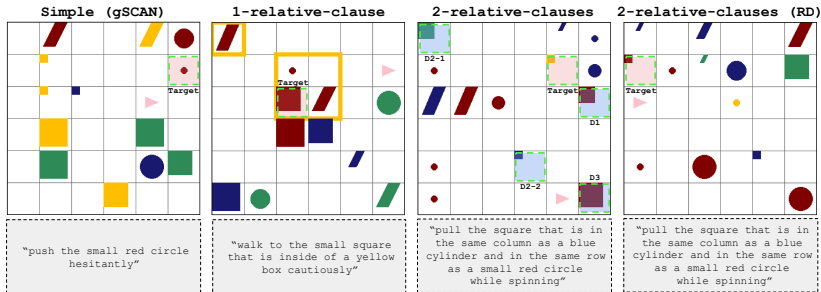 Simple (gSCAN)
1-relative-clause
2-relative-clauses
2-relative-clauses (RD)
Target
Target
D2-1
Target
D1
D2-2
D3
Target
“push the small red circle
hesitantly”
“walk to the small square
that is inside of a yellow
box cautiously”
“pull the square that is in
the same column as a blue
cylinder and in the same row
as a small red circle
while spinning”
“pull the square that is in
the same column as a blue
cylinder and in the same row
as a small red circle
while spinning”